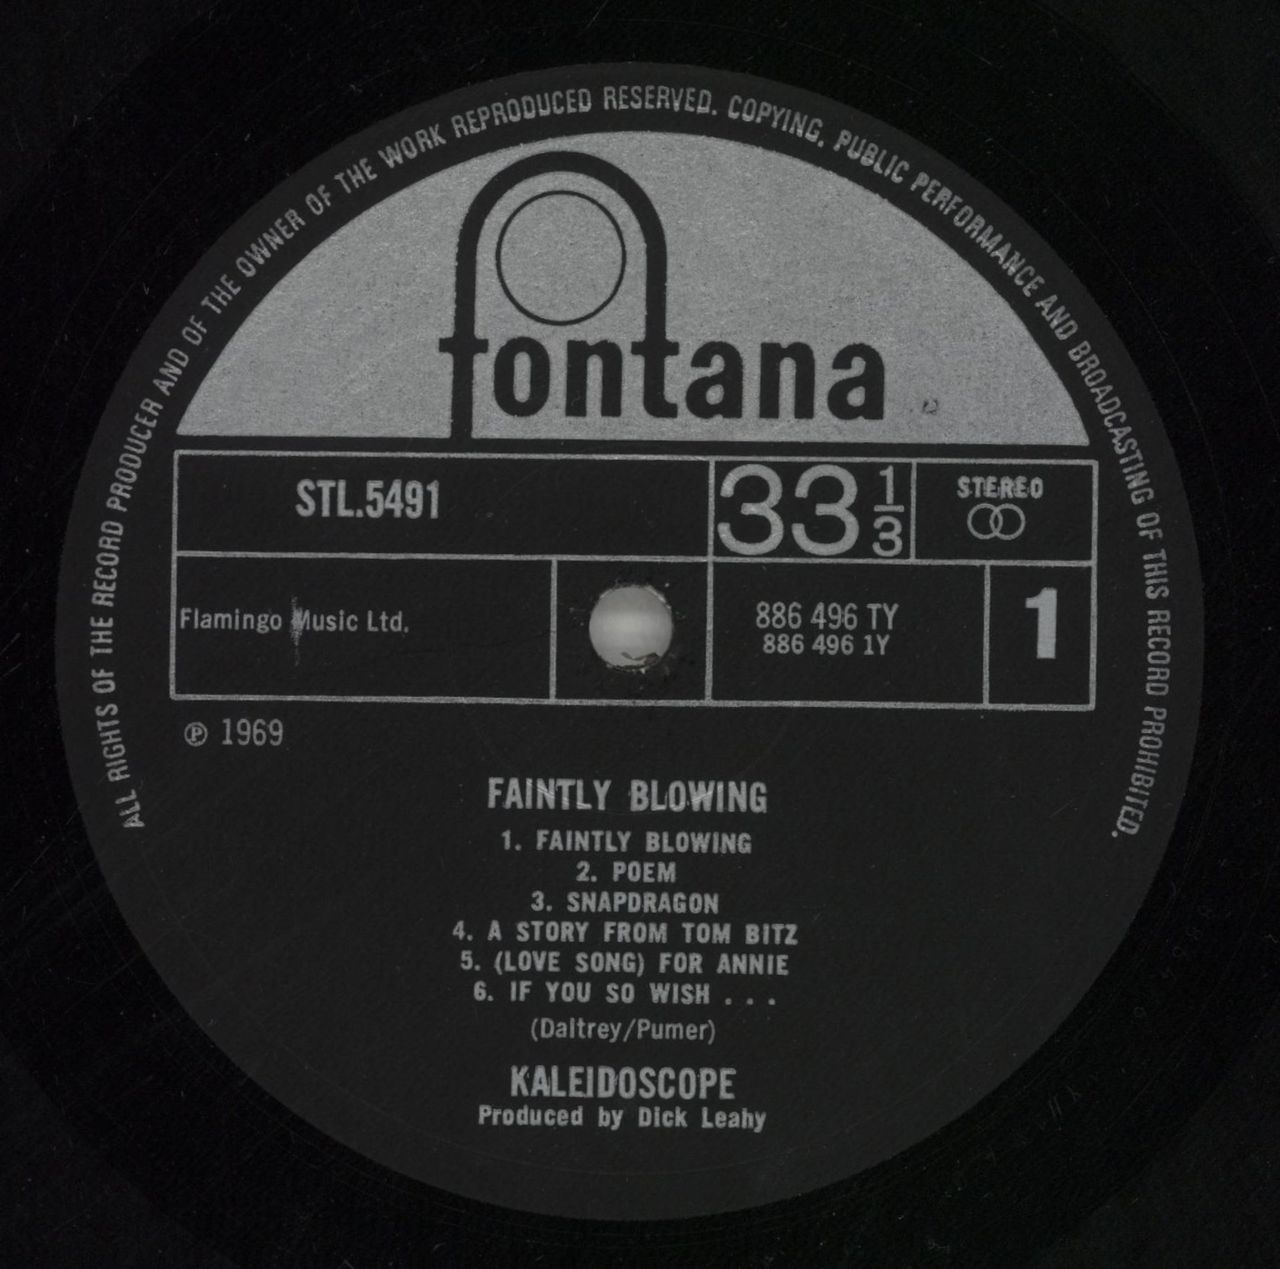 ALL RIGHTS OF THE RECORD PRODUCER AND OF THE OWNER OF THE WORK REPRODUCED RESERVED. COPYING, PUBLIC PERFORMANCE AND BROADCASTING OF THIS RECORD PROHIBITED.
fontana
STL.5491
33 1/3
STEREO
Flamingo Music Ltd.
886 496 TY
886 496 1Y
1
℗ 1969
FAINTLY BLOWING
1. FAINTLY BLOWING
2. POEM
3. SNAPDRAGON
4. A STORY FROM TOM BITZ
5. (LOVE SONG) FOR ANNIE
6. IF YOU SO WISH . . .
(Daltrey/Pumer)
KALEIDOSCOPE
Produced by Dick Leahy